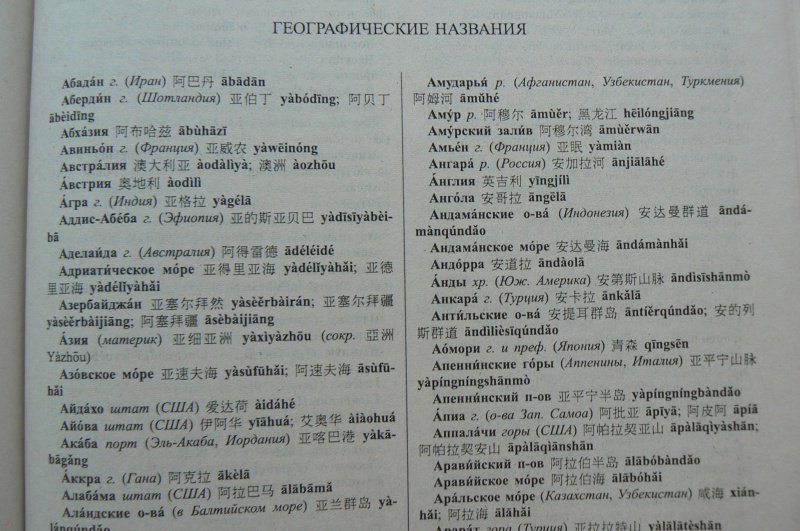 ГЕОГРАФИЧЕСКИЕ НАЗВАНИЯ
Абада́н г. (Иран) 阿巴丹 ābādān
Аберди́н г. (Шотландия) 亚伯丁 yàbódīng; 阿贝丁
ābèidīng
Абха́зия 阿布哈兹 ābùhāzī
Авиньо́н г. (Франция) 亚威农 yàwēinóng
Австра́лия 澳大利亚 àodàlìyà; 澳洲 àozhōu
А́встрия 奥地利 àodìlì
А́гра г. (Индия) 亚格拉 yàgélā
Аддис-Абе́ба г. (Эфиопия) 亚的斯亚贝巴 yàdīsīyàbèi-
bā
Аделаи́да г. (Австралия) 阿得雷德 ādéléidé
Адриати́ческое мо́ре 亚得里亚海 yàdélǐyàhǎi; 亚德
里亚海 yàdélǐyàhǎi
Азербайджа́н 亚塞尔拜然 yàsèěrbàirán; 亚塞尔拜疆
yàsèěrbàijiāng; 阿塞拜疆 āsèbàijiāng
А́зия (материк) 亚细亚洲 yàxìyàzhōu (сокр. 亞洲
Yàzhōu)
Азо́вское мо́ре 亚速夫海 yàsùfūhǎi; 阿速夫海 āsùfū-
hǎi
Айда́хо штат (США) 爱达荷 àidáhé
Айо́ва штат (США) 伊阿华 yīāhuá; 艾奥华 àiàohuá
Ака́ба порт (Эль-Акаба, Иордания) 亚喀巴港 yàkā-
bāgǎng
А́ккра г. (Гана) 阿克拉 ākèlā
Алаба́ма штат (США) 阿拉巴马 ālābāmǎ
Ала́ндские о-ва́ (в Балтийском море) 亚兰群岛 yà-
lánqúndǎo
Амударья́ р. (Афганистан, Узбекистан, Туркмения)
阿姆河 āmǔhé
Аму́р р. 阿穆尔 āmùěr; 黑龙江 hēilóngjiāng
Аму́рский зали́в 阿穆尔湾 āmùěrwān
Амье́н г. (Франция) 亚眠 yàmiàn
Ангара́ р. (Россия) 安加拉河 ānjiālāhé
А́нглия 英吉利 yīngjílì
Анго́ла 安哥拉 āngēlā
Андама́нские о-ва́ (Индонезия) 安达曼群道 āndá-
mànqúndǎo
Андама́нское мо́ре 安达曼海 āndámànhǎi
Андо́рра 安道拉 āndàolā
А́нды хр. (Юж. Америка) 安第斯山脉 āndìsīshānmò
Анкара́ г. (Турция) 安卡拉 ānkǎlā
Анти́льские о-ва́ 安提耳群岛 āntíěrqúndǎo; 安的列
斯群道 āndìlièsīqúndǎo
Ао́мори г. и преф. (Япония) 青森 qīngsēn
Апенни́нские го́ры (Аппенины, Италия) 亚平宁山脉
yàpíngníngshānmò
Апенни́нский п-ов 亚平宁半岛 yàpíngníngbàndǎo
А́пиа г. (о-ва Зап. Самоа) 阿批亚 āpīyā; 阿皮阿 āpíā
Аппала́чи горы (США) 阿帕拉契亚山 āpàlāqìyàshān;
阿帕拉契安山 āpàlāqìānshān
Арави́йский п-ов 阿拉伯半岛 ālābóbàndǎo
Арави́йское мо́ре 阿拉伯海 ālābóhǎi
Ара́льское мо́ре (Казахстан, Узбекистан) 咸海 xián-
hǎi; 阿拉海 ālāhǎi
Арара́т гора (Турция) 亚拉拉特山 yàlālātèshān